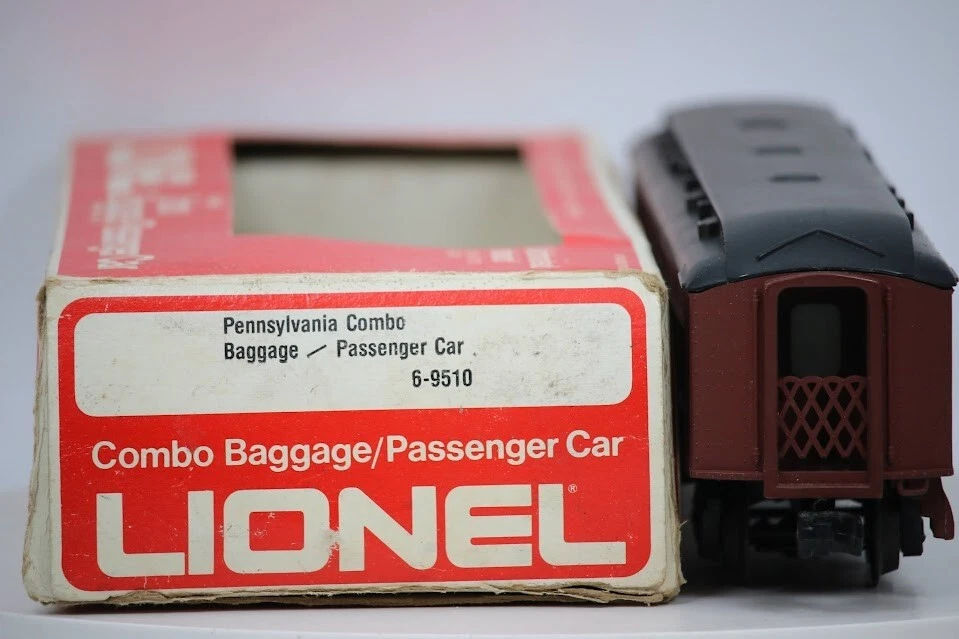 Pennsylvania Combo
Baggage / Passenger Car
6-9510
Combo Baggage/Passenger Car
LIONEL®